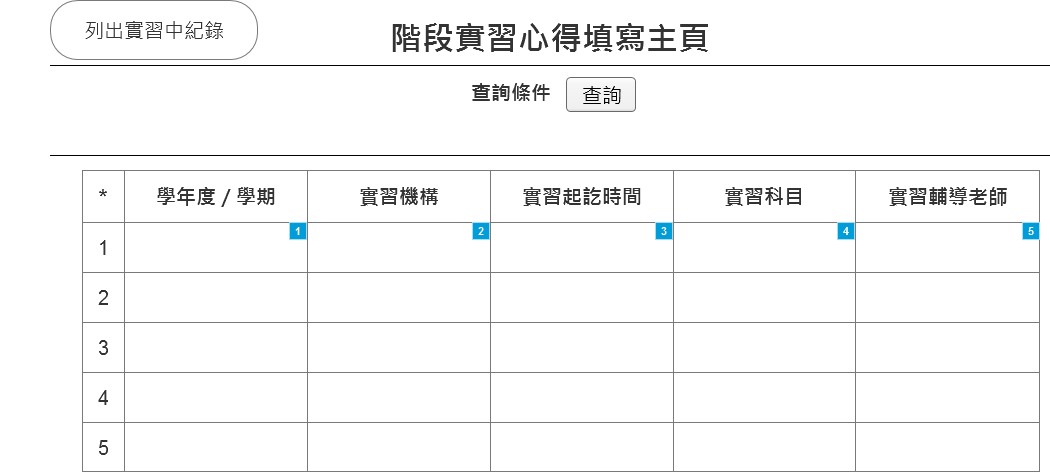 列出實習中紀錄
階段實習心得填寫主頁
查詢條件 查詢
* 學年度 / 學期 實習機構 實習起訖時間 實習科目 實習輔導老師
1 1 2 3 4 5
2
3
4
5